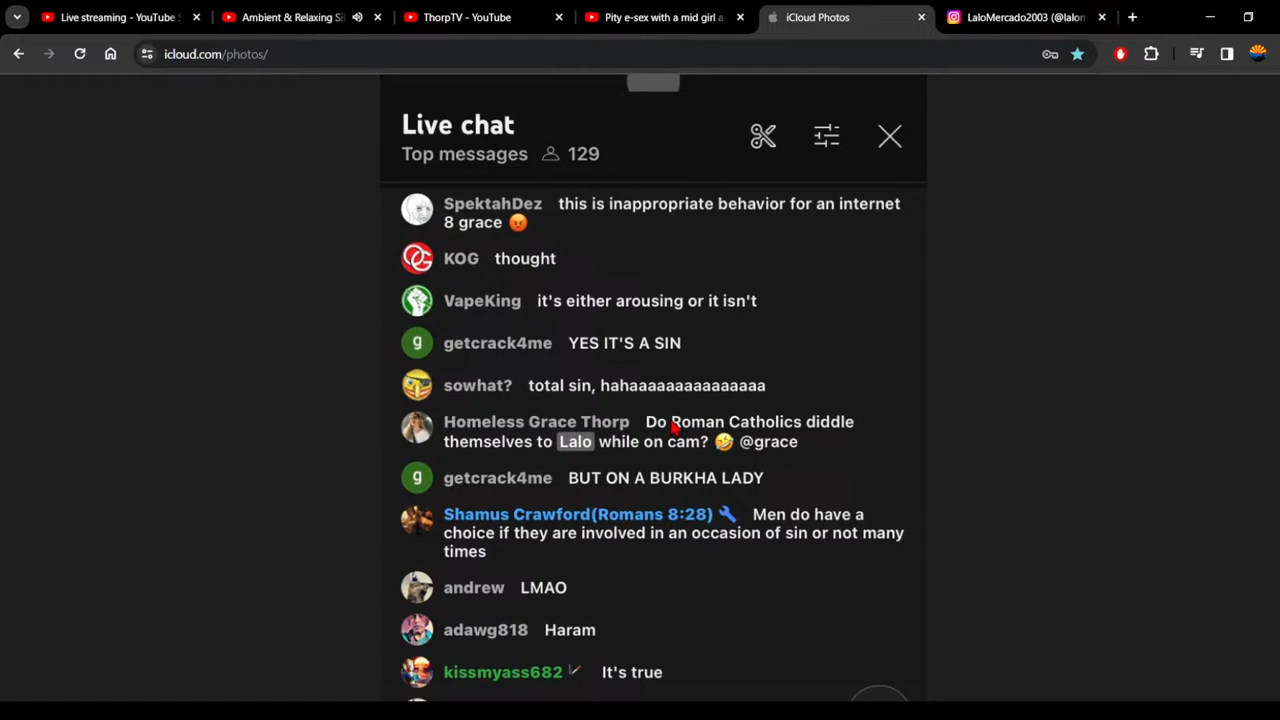 Live streaming - YouTube S
Ambient & Relaxing Si
ThorpTV - YouTube
Pity e-sex with a mid girl a
iCloud Photos
LaloMercado2003 (@lalom
icloud.com/photos/
Live chat
Top messages 129
SpektahDez this is inappropriate behavior for an internet
8 grace 😡
KOG thought
VapeKing it's either arousing or it isn't
g getcrack4me YES IT'S A SIN
sowhat? total sin, hahaaaaaaaaaaaaaa
Homeless Grace Thorp Do Roman Catholics diddle
themselves to Lalo while on cam? 🤣 @grace
g getcrack4me BUT ON A BURKHA LADY
Shamus Crawford(Romans 8:28) Men do have a
choice if they are involved in an occasion of sin or not many
times
andrew LMAO
adawg818 Haram
kissmyass682 It's true